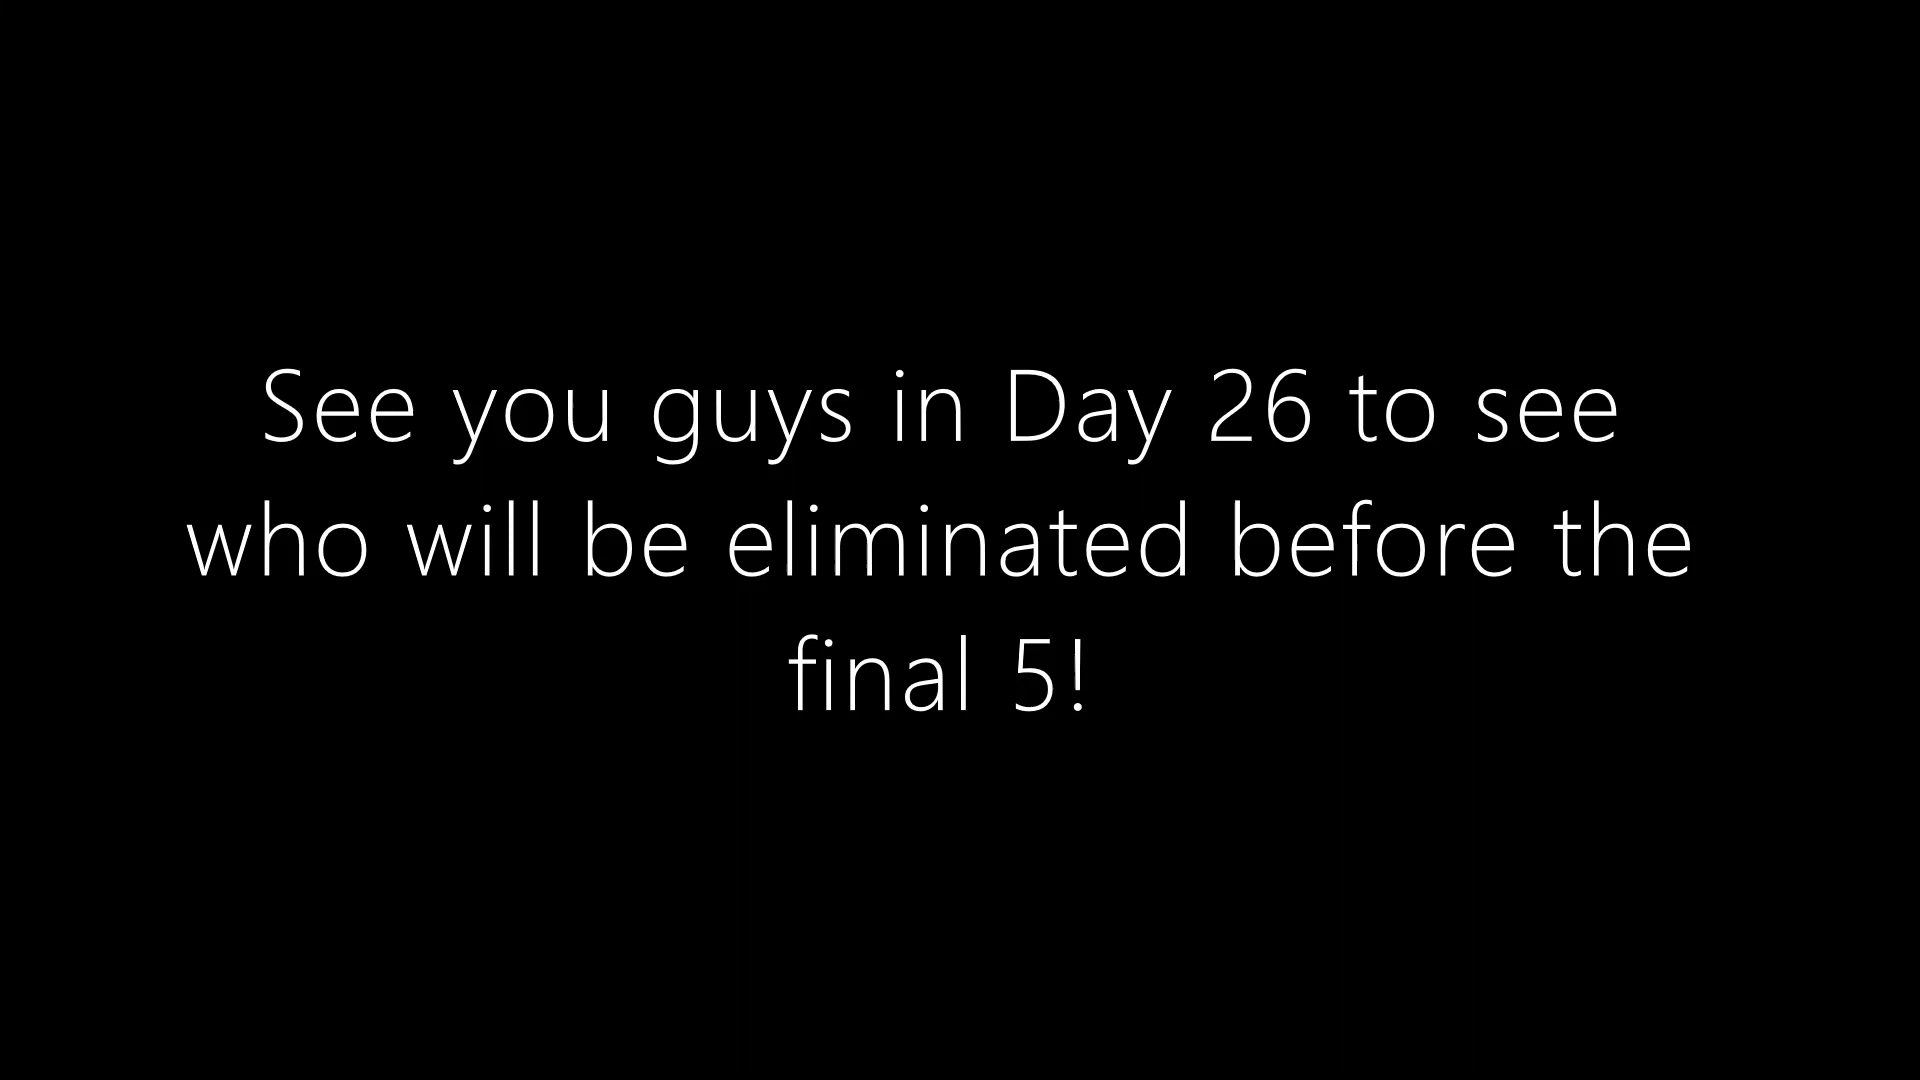 See you guys in Day 26 to see
who will be eliminated before the
final 5!